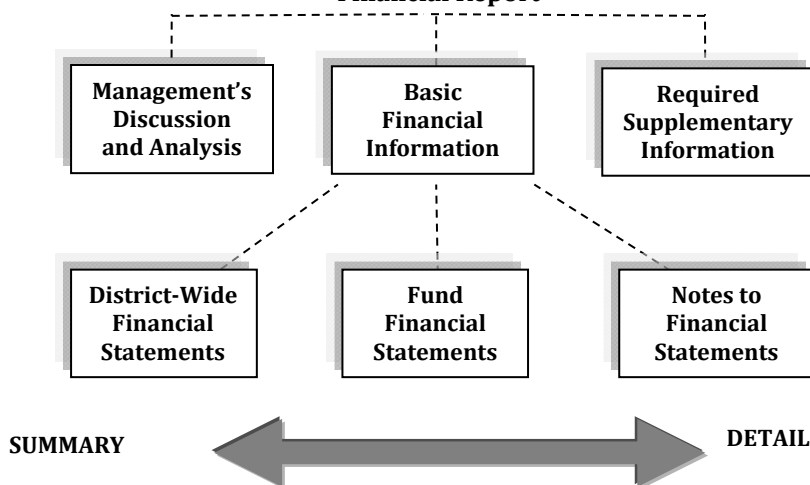 Financial Report
Management's
Discussion
and Analysis
Basic
Financial
Information
Required
Supplementary
Information
District-Wide
Financial
Statements
Fund
Financial
Statements
Notes to
Financial
Statements
SUMMARY
DETAIL